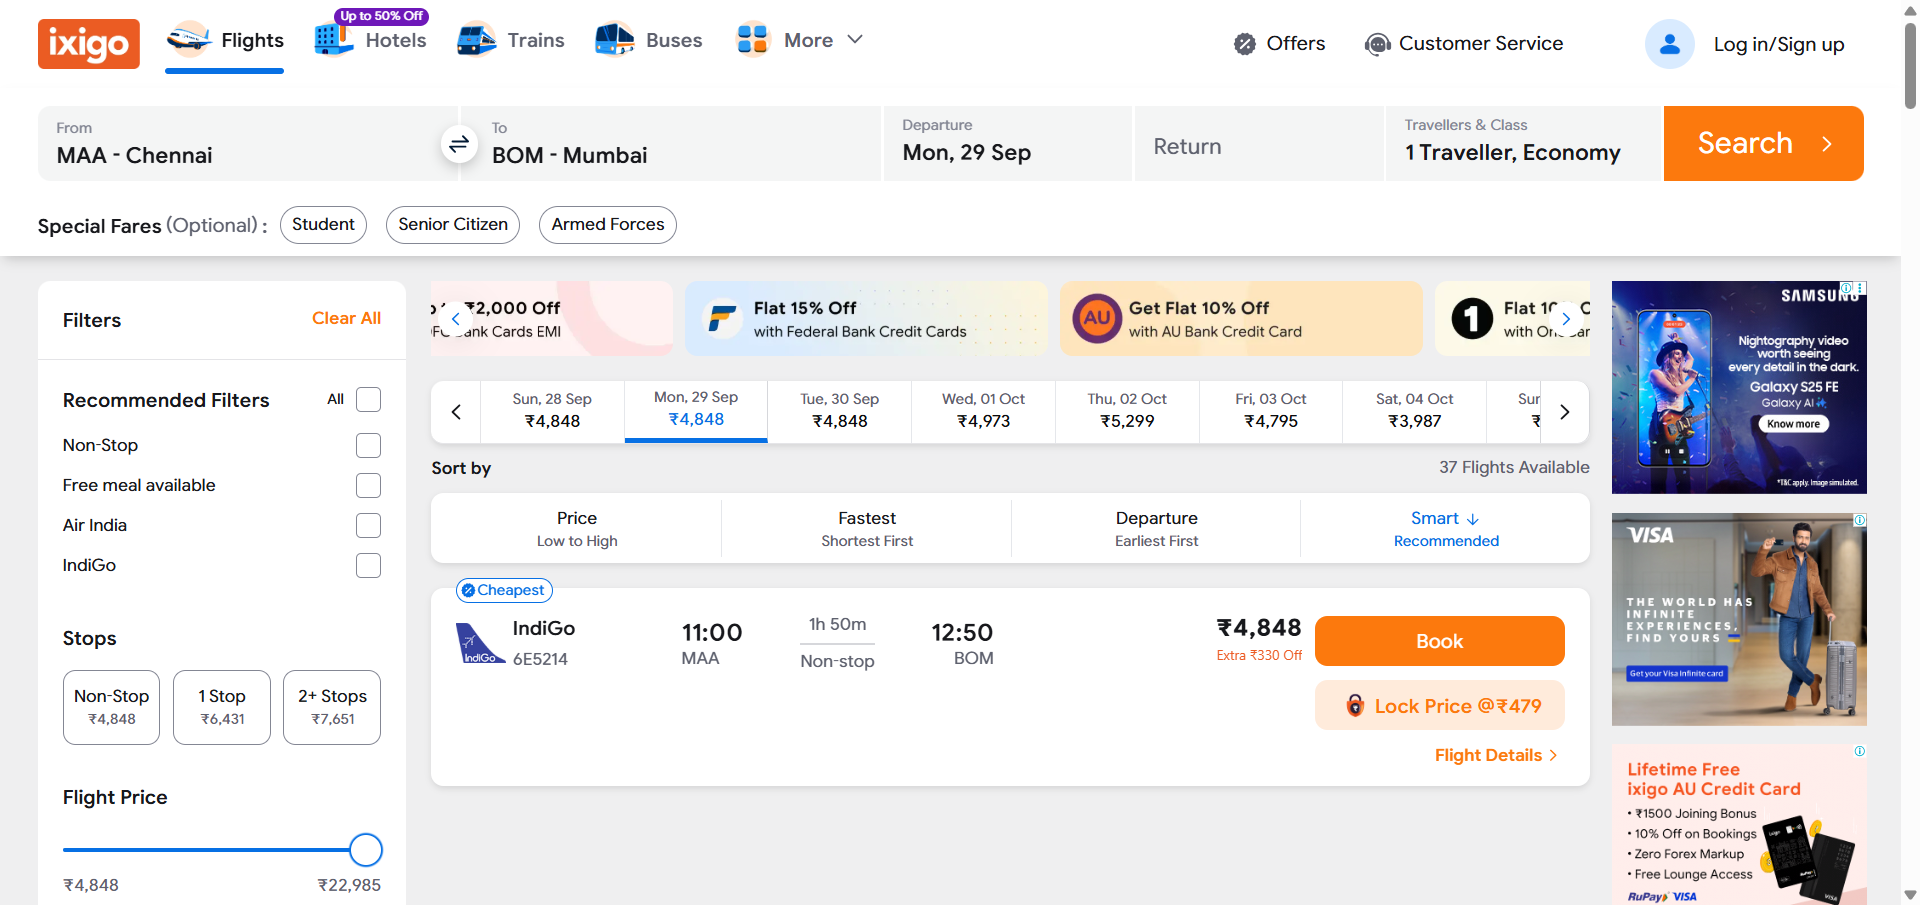 ixigo
Flights
Up to 50% Off
Hotels
Trains
Buses
More
Offers
Customer Service
Log in/Sign up
From
MAA - Chennai
To
BOM - Mumbai
Departure
Mon, 29 Sep
Return
Travellers & Class
1 Traveller, Economy
Search
Special Fares (Optional) :
Student
Senior Citizen
Armed Forces
Filters
Clear All
Recommended Filters
All
Non-Stop
Free meal available
Air India
IndiGo
Stops
Non-Stop
₹4,848
1 Stop
₹6,431
2+ Stops
₹7,651
Flight Price
₹4,848
₹22,985
₹2,000 Off
Bank Cards EMI
Flat 15% Off
with Federal Bank Credit Cards
AU
Get Flat 10% Off
with AU Bank Credit Card
1
Flat
with
Sun, 28 Sep
₹4,848
Mon, 29 Sep
₹4,848
Tue, 30 Sep
₹4,848
Wed, 01 Oct
₹4,973
Thu, 02 Oct
₹5,299
Fri, 03 Oct
₹4,795
Sat, 04 Oct
₹3,987
Sur
₹
Sort by
37 Flights Available
Price
Low to High
Fastest
Shortest First
Departure
Earliest First
Smart
Recommended
Cheapest
IndiGo
IndiGo
6E5214
11:00
MAA
1h 50m
Non-stop
12:50
BOM
₹4,848
Extra ₹330 Off
Book
Lock Price @₹479
Flight Details
SAMSUNG
Nightography video
worth seeing
every detail in the dark.
Galaxy S25 FE
Galaxy AI
Know more
*T&C apply. Image simulated.
VISA
THE WORLD HAS
INFINITE
EXPERIENCES,
FIND YOURS
Get your Visa Infinite card
Lifetime Free
ixigo AU Credit Card
• ₹1500 Joining Bonus
• 10% Off on Bookings
• Zero Forex Markup
• Free Lounge Access
RuPay VISA